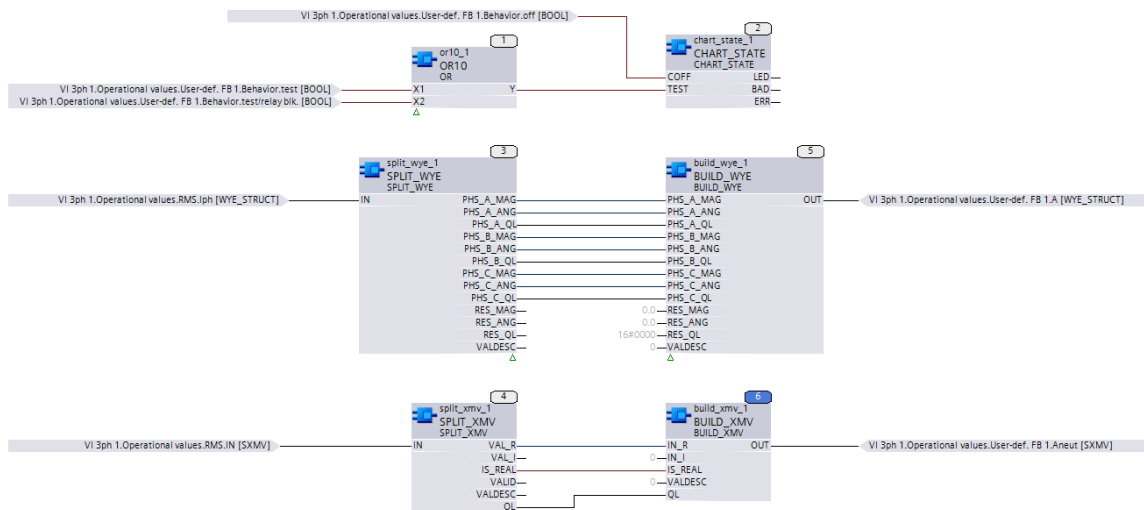 VI 3ph 1.Operational values.User-def. FB 1.Behavior.off [BOOL]
1
or10_1
OR10
OR
VI 3ph 1.Operational values.User-def. FB 1.Behavior.test [BOOL]
X1
Y
VI 3ph 1.Operational values.User-def. FB 1.Behavior.test/relay blk. [BOOL]
X2
2
chart_state_1
CHART_STATE
CHART_STATE
COFF
LED
TEST
BAD
ERR
3
split_wye_1
SPLIT_WYE
SPLIT_WYE
VI 3ph 1.Operational values.RMS.Iph [WYE_STRUCT]
IN
PHS_A_MAG
PHS_A_ANG
PHS_A_QL
PHS_B_MAG
PHS_B_ANG
PHS_B_QL
PHS_C_MAG
PHS_C_ANG
PHS_C_QL
RES_MAG
RES_ANG
RES_QL
VALDESC
5
build_wye_1
BUILD_WYE
BUILD_WYE
PHS_A_MAG
OUT
VI 3ph 1.Operational values.User-def. FB 1.A [WYE_STRUCT]
PHS_A_ANG
PHS_A_QL
PHS_B_MAG
PHS_B_ANG
PHS_B_QL
PHS_C_MAG
PHS_C_ANG
PHS_C_QL
0.0
RES_MAG
0.0
RES_ANG
16#0000
RES_QL
0
VALDESC
4
split_xmv_1
SPLIT_XMV
SPLIT_XMV
VI 3ph 1.Operational values.RMS.IN [SXMV]
IN
VAL_R
VAL_I
IS_REAL
VALID
VALDESC
QL
6
build_xmv_1
BUILD_XMV
BUILD_XMV
IN_R
OUT
VI 3ph 1.Operational values.User-def. FB 1.Aneut [SXMV]
0
IN_I
IS_REAL
0
VALDESC
QL